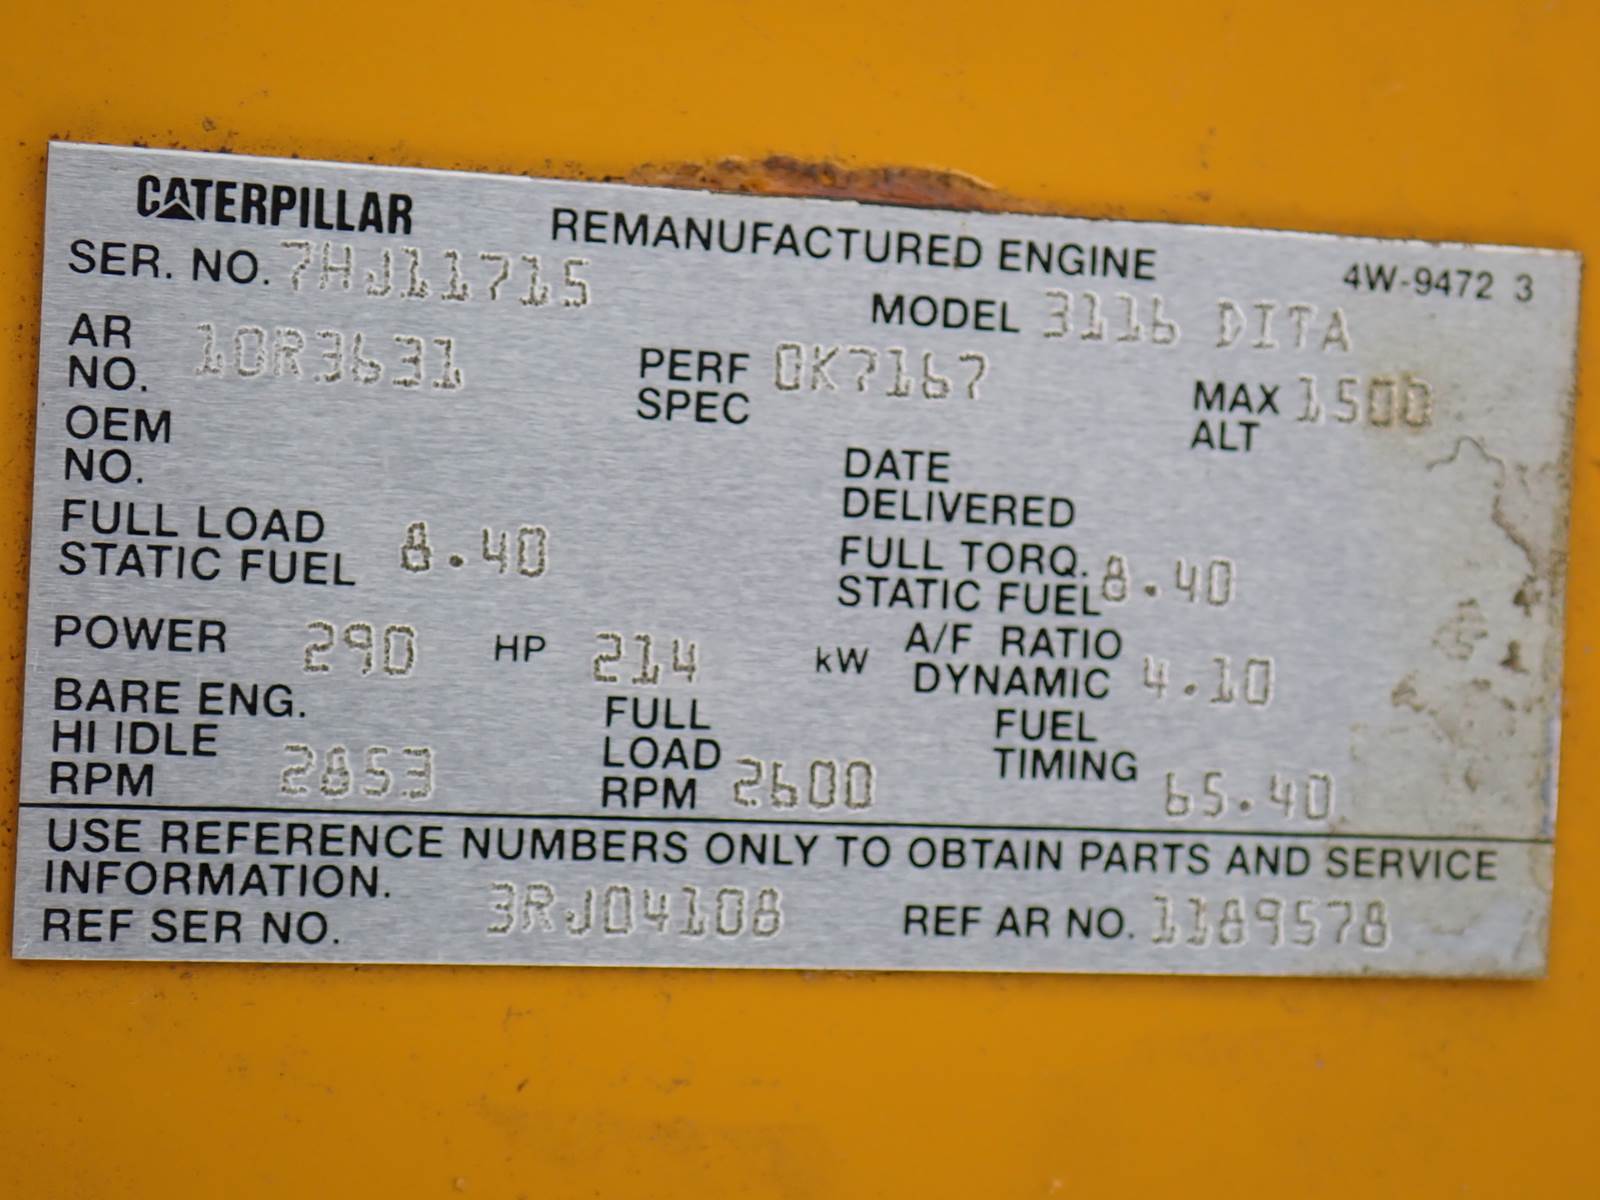 CATERPILLAR REMANUFACTURED ENGINE 4W-9472 3
SER. NO. 7HJ11715 MODEL 3116 DITA
AR NO. 10R3631 PERF SPEC 0K7167 MAX ALT 1500
OEM NO. DATE DELIVERED
FULL LOAD STATIC FUEL 8.40 FULL TORQ. STATIC FUEL 8.40
POWER 290 HP 214 kW A/F RATIO DYNAMIC 4.10
BARE ENG. HI IDLE RPM 2853 FULL LOAD RPM 2600 FUEL TIMING 65.40
USE REFERENCE NUMBERS ONLY TO OBTAIN PARTS AND SERVICE
INFORMATION.
REF SER NO. 3RJ04108 REF AR NO. 1189578